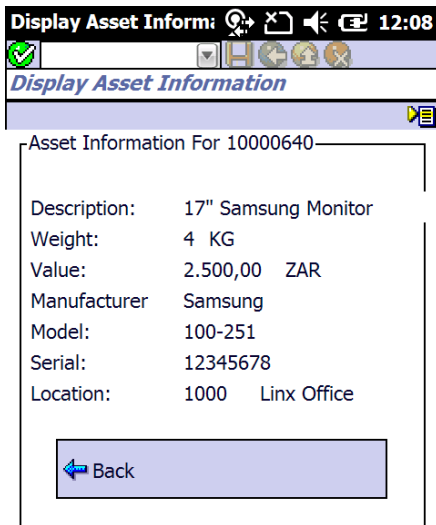 Display Asset Informa 12:08
Display Asset Information
Asset Information For 10000640
Description: 17" Samsung Monitor
Weight: 4 KG
Value: 2.500,00 ZAR
Manufacturer Samsung
Model: 100-251
Serial: 12345678
Location: 1000 Linx Office
Back